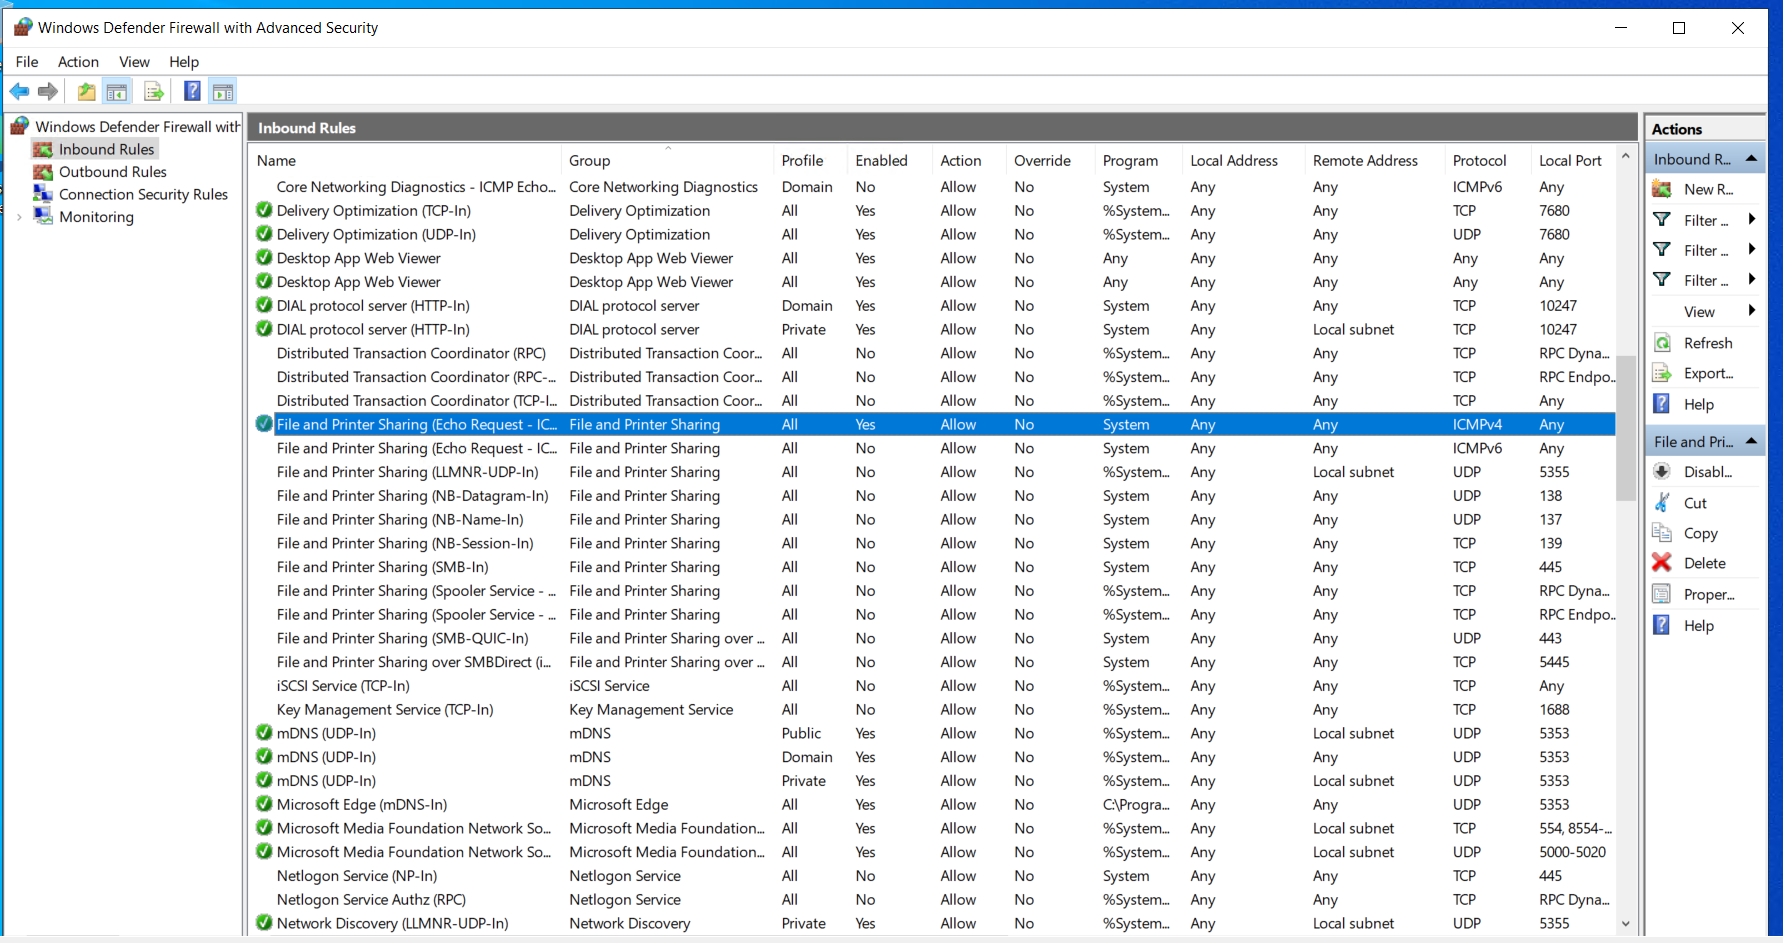 Windows Defender Firewall with Advanced Security
File Action View Help
Windows Defender Firewall with
Inbound Rules
Outbound Rules
Connection Security Rules
Monitoring
Inbound Rules
Name Group Profile Enabled Action Override Program Local Address Remote Address Protocol Local Port
Core Networking Diagnostics - ICMP Echo... Core Networking Diagnostics Domain No Allow No System Any Any ICMPv6 Any
Delivery Optimization (TCP-In) Delivery Optimization All Yes Allow No %System... Any Any TCP 7680
Delivery Optimization (UDP-In) Delivery Optimization All Yes Allow No %System... Any Any UDP 7680
Desktop App Web Viewer Desktop App Web Viewer All Yes Allow No Any Any Any Any Any
Desktop App Web Viewer Desktop App Web Viewer All Yes Allow No Any Any Any Any Any
DIAL protocol server (HTTP-In) DIAL protocol server Domain Yes Allow No System Any Any TCP 10247
DIAL protocol server (HTTP-In) DIAL protocol server Private Yes Allow No System Any Local subnet TCP 10247
Distributed Transaction Coordinator (RPC) Distributed Transaction Coor... All No Allow No %System... Any Any TCP RPC Dyna...
Distributed Transaction Coordinator (RPC-... Distributed Transaction Coor... All No Allow No %System... Any Any TCP RPC Endpo...
Distributed Transaction Coordinator (TCP-I... Distributed Transaction Coor... All No Allow No %System... Any Any TCP Any
File and Printer Sharing (Echo Request - IC... File and Printer Sharing All Yes Allow No System Any Any ICMPv4 Any
File and Printer Sharing (Echo Request - IC... File and Printer Sharing All No Allow No System Any Any ICMPv6 Any
File and Printer Sharing (LLMNR-UDP-In) File and Printer Sharing All No Allow No %System... Any Local subnet UDP 5355
File and Printer Sharing (NB-Datagram-In) File and Printer Sharing All No Allow No System Any Any UDP 138
File and Printer Sharing (NB-Name-In) File and Printer Sharing All No Allow No System Any Any UDP 137
File and Printer Sharing (NB-Session-In) File and Printer Sharing All No Allow No System Any Any TCP 139
File and Printer Sharing (SMB-In) File and Printer Sharing All No Allow No System Any Any TCP 445
File and Printer Sharing (Spooler Service - ... File and Printer Sharing All No Allow No %System... Any Any TCP RPC Dyna...
File and Printer Sharing (Spooler Service - ... File and Printer Sharing All No Allow No %System... Any Any TCP RPC Endpo...
File and Printer Sharing (SMB-QUIC-In) File and Printer Sharing over ... All No Allow No System Any Any UDP 443
File and Printer Sharing over SMBDirect (i... File and Printer Sharing over ... All No Allow No System Any Any TCP 5445
iSCSI Service (TCP-In) iSCSI Service All No Allow No %System... Any Any TCP Any
Key Management Service (TCP-In) Key Management Service All No Allow No %System... Any Any TCP 1688
mDNS (UDP-In) mDNS Public Yes Allow No %System... Any Local subnet UDP 5353
mDNS (UDP-In) mDNS Domain Yes Allow No %System... Any Any UDP 5353
mDNS (UDP-In) mDNS Private Yes Allow No %System... Any Local subnet UDP 5353
Microsoft Edge (mDNS-In) Microsoft Edge All Yes Allow No C:\Progra... Any Any UDP 5353
Microsoft Media Foundation Network So... Microsoft Media Foundation... All Yes Allow No %System... Any Local subnet TCP 554, 8554-...
Microsoft Media Foundation Network So... Microsoft Media Foundation... All Yes Allow No %System... Any Local subnet UDP 5000-5020
Netlogon Service (NP-In) Netlogon Service All No Allow No System Any Any TCP 445
Netlogon Service Authz (RPC) Netlogon Service All No Allow No %System... Any Any TCP RPC Dyna...
Network Discovery (LLMNR-UDP-In) Network Discovery Private Yes Allow No %System... Any Local subnet UDP 5355
Actions
Inbound R...
New R...
Filter ...
Filter ...
Filter ...
View
Refresh
Export...
Help
File and Pri...
Disabl...
Cut
Copy
Delete
Proper...
Help